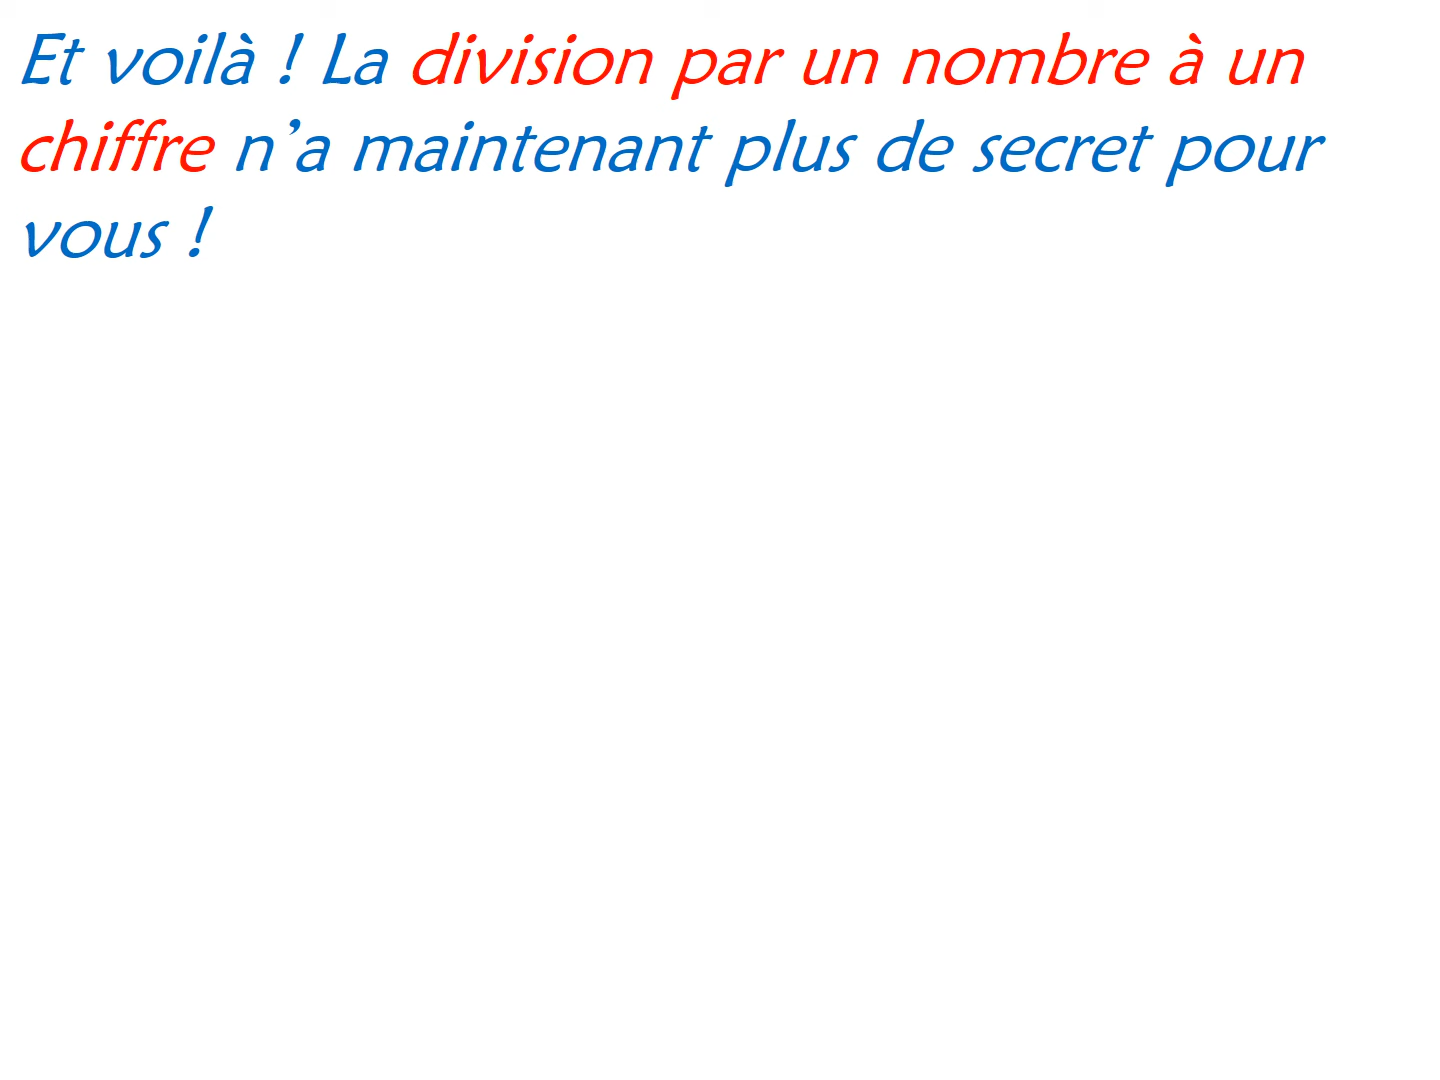 Et voilà ! La division par un nombre à un
chiffre n’a maintenant plus de secret pour
vous !